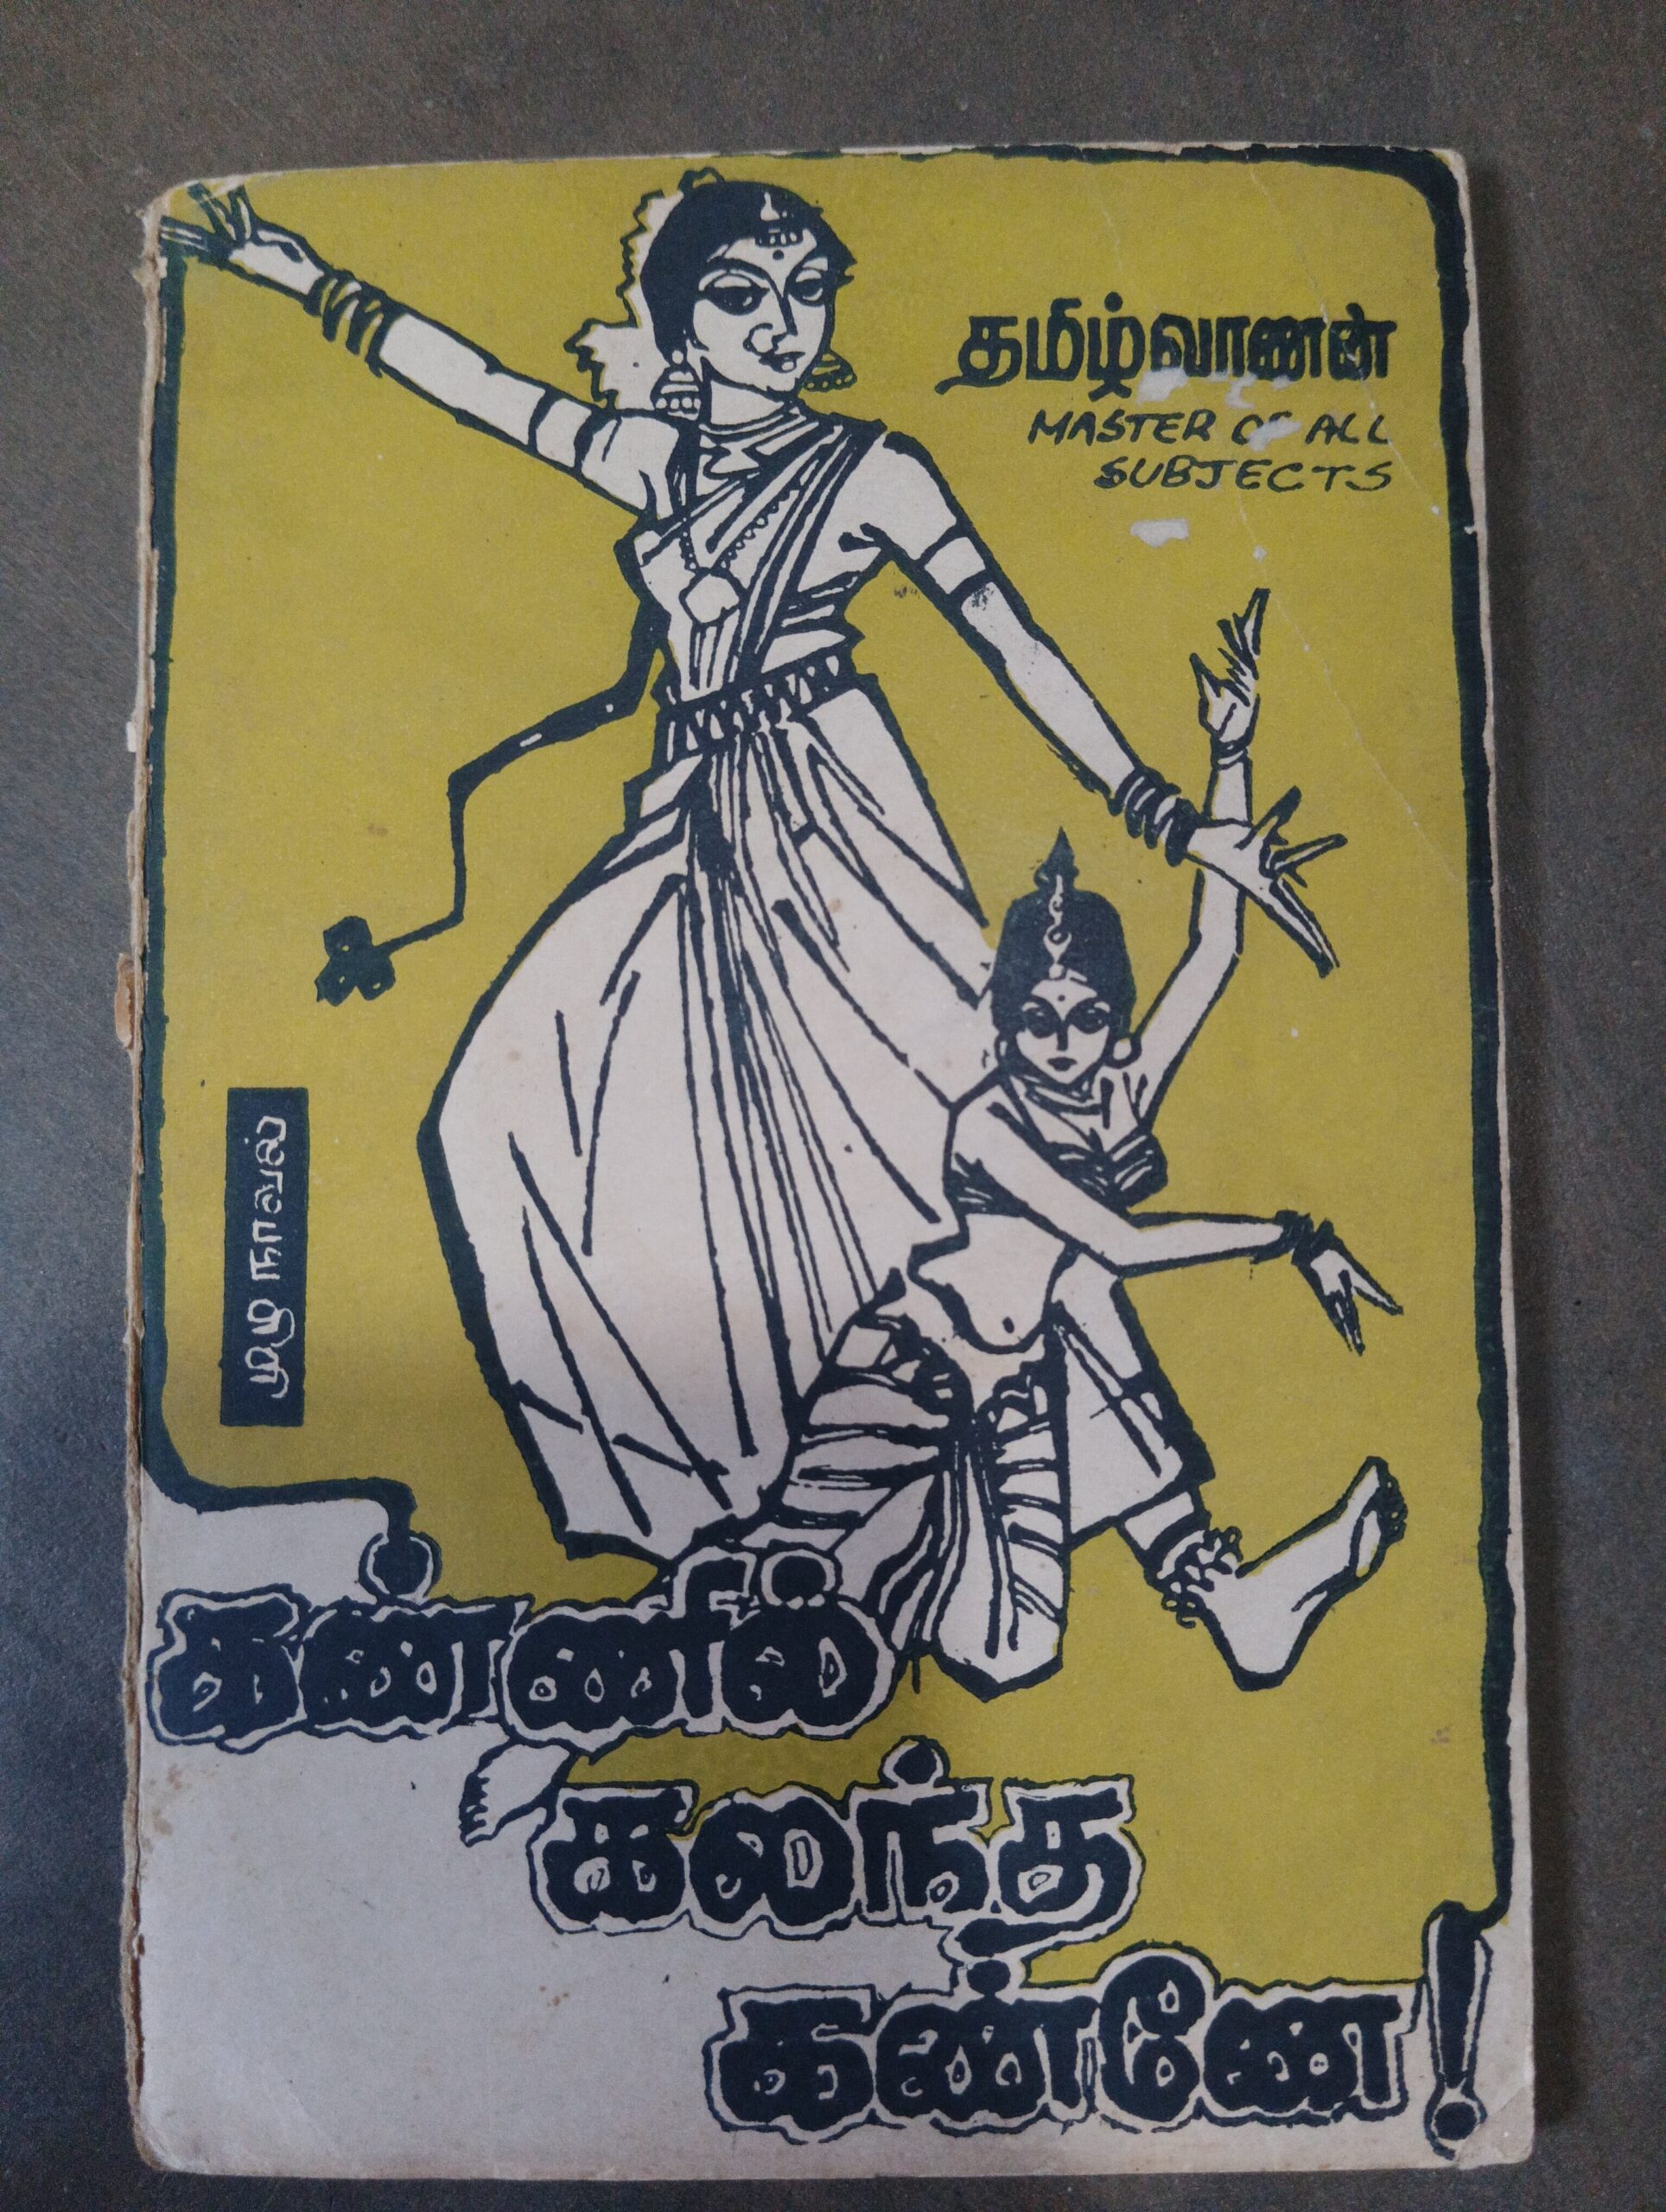 தமிழ்வாணன்
MASTER OF ALL
SUBJECTS
முழு நாவல்
கண்ணில்
கலந்த
கண்ணே!